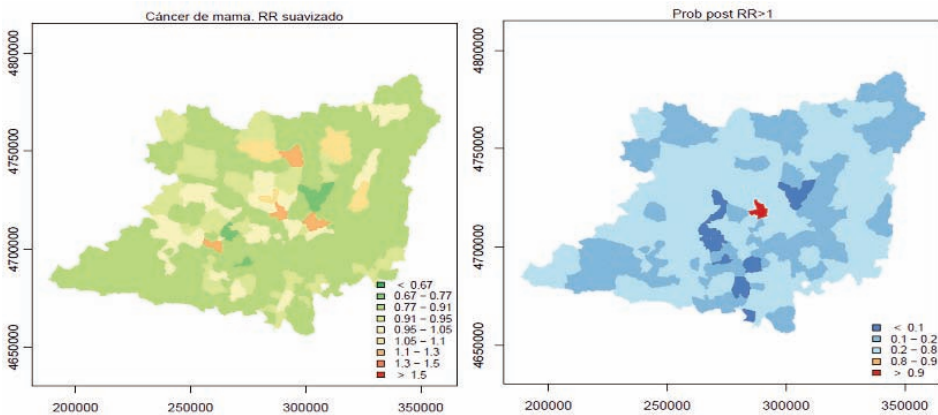 Cáncer de mama. RR suavizado
4800000
4750000
4700000
4650000
< 0.67
0.67 – 0.77
0.77 – 0.91
0.91 – 0.95
0.95 – 1.05
1.05 – 1.1
1.1 – 1.3
1.3 – 1.5
> 1.5
200000 250000 300000 350000
Prob post RR>1
4800000
4750000
4700000
4650000
< 0.1
0.1 – 0.2
0.2 – 0.8
0.8 – 0.9
> 0.9
200000 250000 300000 350000